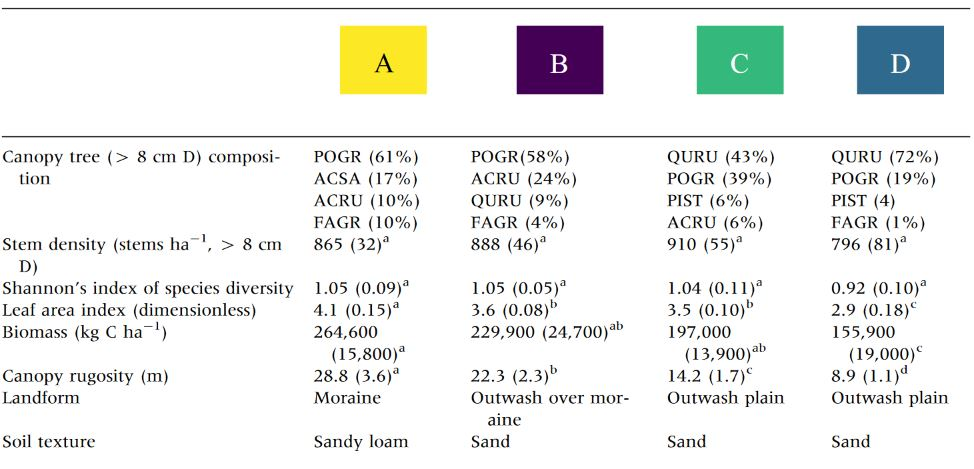 A B C D
Canopy tree (> 8 cm D) composi- POGR (61%) POGR(58%) QURU (43%) QURU (72%)
tion ACSA (17%) ACRU (24%) POGR (39%) POGR (19%)
ACRU (10%) QURU (9%) PIST (6%) PIST (4)
FAGR (10%) FAGR (4%) ACRU (6%) FAGR (1%)
Stem density (stems ha⁻¹, > 8 cm 865 (32)ᵃ 888 (46)ᵃ 910 (55)ᵃ 796 (81)ᵃ
D)
Shannon’s index of species diversity 1.05 (0.09)ᵃ 1.05 (0.05)ᵃ 1.04 (0.11)ᵃ 0.92 (0.10)ᵃ
Leaf area index (dimensionless) 4.1 (0.15)ᵃ 3.6 (0.08)ᵇ 3.5 (0.10)ᵇ 2.9 (0.18)ᶜ
Biomass (kg C ha⁻¹) 264,600 229,900 (24,700)ᵃᵇ 197,000 155,900
(15,800)ᵃ (13,900)ᵃᵇ (19,000)ᶜ
Canopy rugosity (m) 28.8 (3.6)ᵃ 22.3 (2.3)ᵇ 14.2 (1.7)ᶜ 8.9 (1.1)ᵈ
Landform Moraine Outwash over mor- Outwash plain Outwash plain
aine
Soil texture Sandy loam Sand Sand Sand